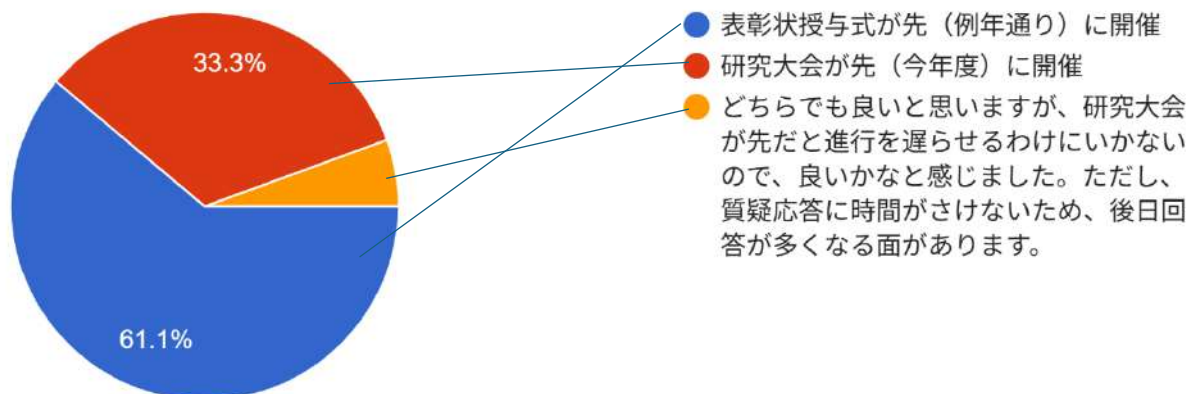 33.3%
61.1%
表彰状授与式が先（例年通り）に開催
研究大会が先（今年度）に開催
どちらでも良いと思いますが、研究大会
が先だと進行を遅らせるわけにいかない
ので、良いかなと感じました。ただし、
質疑応答に時間がさけないため、後日回
答が多くなる面があります。